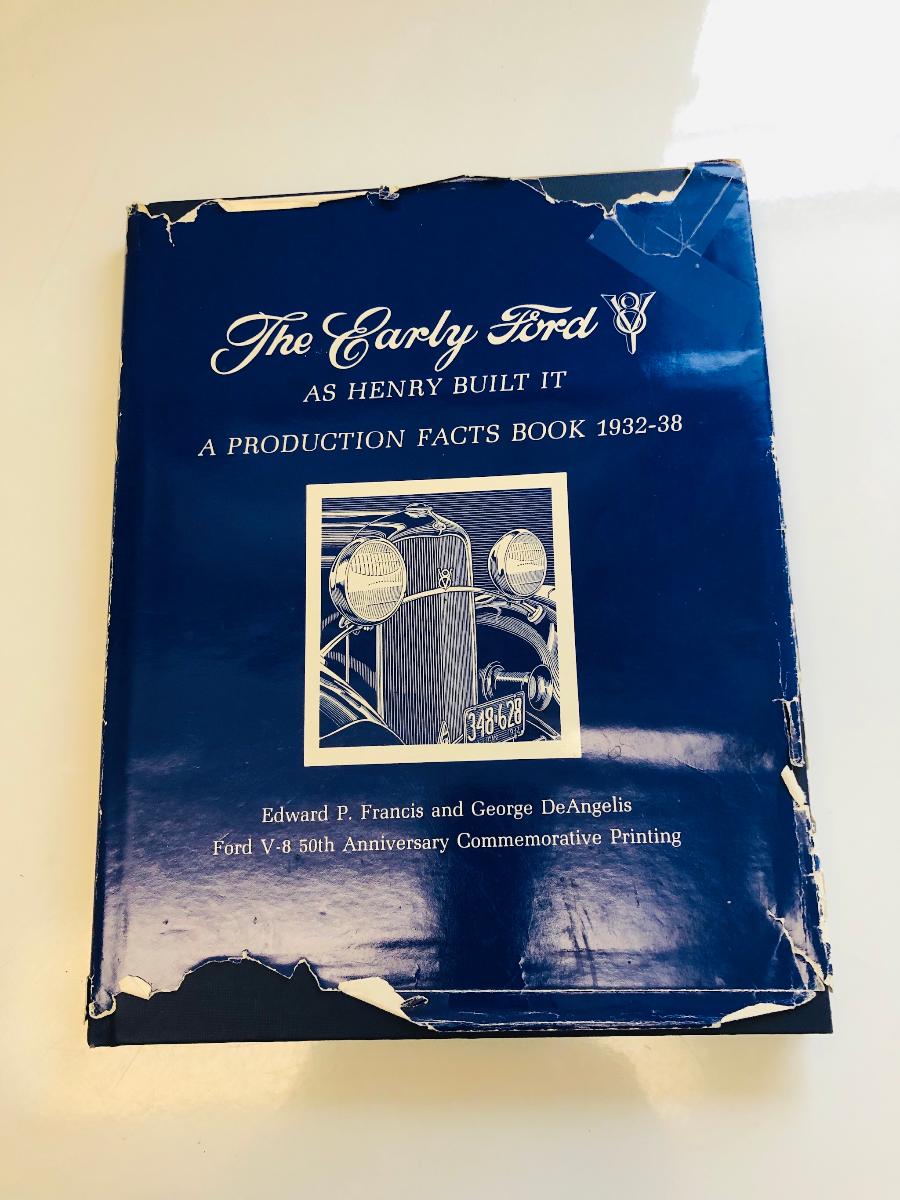 The Early Ford V8
AS HENRY BUILT IT
A PRODUCTION FACTS BOOK 1932-38
V8
348·628
Edward P. Francis and George DeAngelis
Ford V-8 50th Anniversary Commemorative Printing